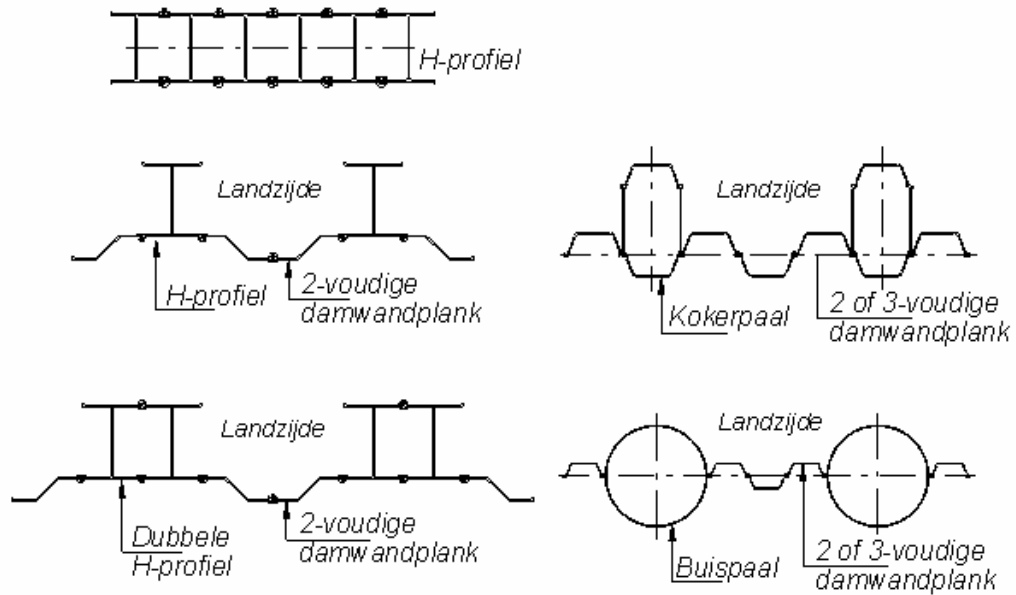 H-profiel
Landzijde
H-profiel
2-voudige
damwandplank
Landzijde
Kokerpaal
2 of 3-voudige
damwandplank
Landzijde
Dubbele
H-profiel
2-voudige
damwandplank
Landzijde
Buispaal
2 of 3-voudige
damwandplank